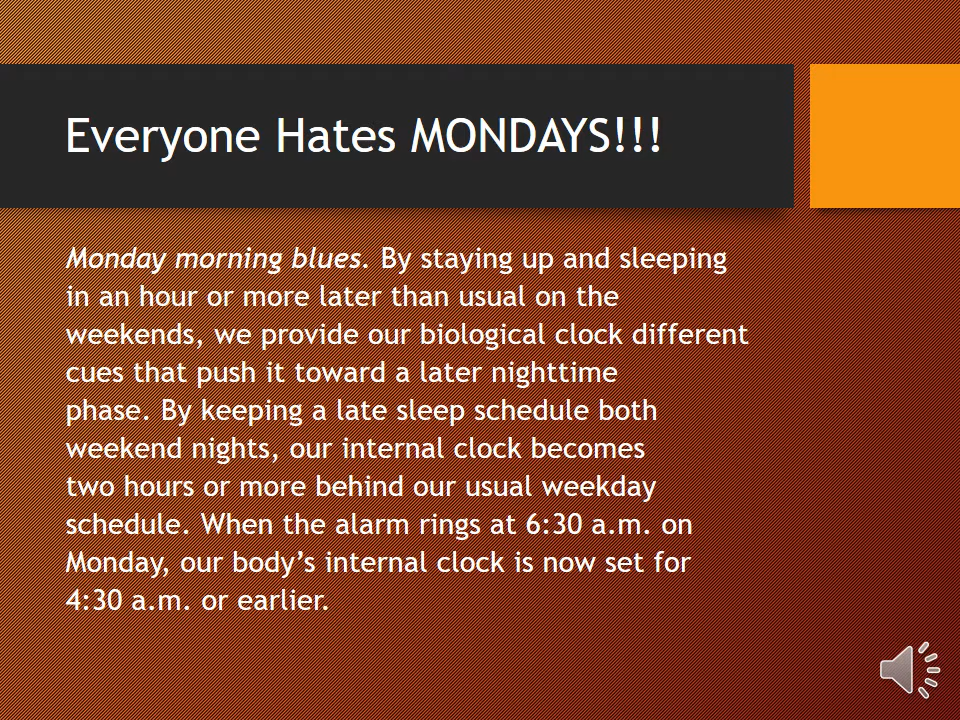 Everyone Hates MONDAYS!!!
Monday morning blues. By staying up and sleeping
in an hour or more later than usual on the
weekends, we provide our biological clock different
cues that push it toward a later nighttime
phase. By keeping a late sleep schedule both
weekend nights, our internal clock becomes
two hours or more behind our usual weekday
schedule. When the alarm rings at 6:30 a.m. on
Monday, our body’s internal clock is now set for
4:30 a.m. or earlier.